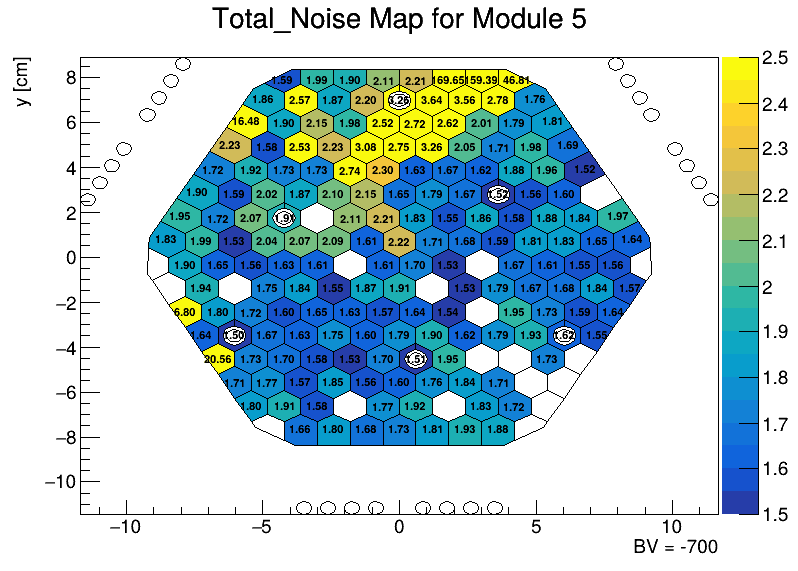 Total_Noise Map for Module 5
y [cm]
1.59 1.99 1.90 2.11 2.21 169.65 159.39 46.81
1.86 2.57 1.87 2.20 3.26 3.64 3.56 2.78 1.76
16.48 1.90 2.15 1.98 2.52 2.72 2.62 2.01 1.79 1.81
2.23 1.58 2.53 2.23 3.08 2.75 3.26 2.05 1.71 1.98 1.69
1.72 1.92 1.73 1.73 2.74 2.30 1.63 1.67 1.62 1.88 1.96 1.52
1.90 1.59 2.02 1.87 2.10 2.15 1.65 1.79 1.67 1.52 1.56 1.60
1.95 1.72 2.07 1.91 2.11 2.21 1.83 1.55 1.86 1.58 1.88 1.84 1.97
1.83 1.99 1.53 2.04 2.07 2.09 1.61 2.22 1.71 1.68 1.59 1.81 1.83 1.65 1.64
1.90 1.65 1.56 1.63 1.61 1.61 1.70 1.53 1.67 1.61 1.55 1.56
1.94 1.75 1.84 1.55 1.87 1.91 1.53 1.79 1.68 1.59 1.84 1.57
6.80 1.80 1.72 1.60 1.65 1.63 1.57 1.64 1.54 1.95 1.73 1.59 1.68
1.64 1.50 1.67 1.63 1.75 1.60 1.79 1.90 1.62 1.79 1.93 1.62 1.55
20.56 1.73 1.70 1.58 1.53 1.70 1.51 1.95 1.73
1.71 1.77 1.57 1.85 1.56 1.60 1.76 1.84 1.71
1.80 1.91 1.58 1.77 1.92 1.83 1.72
1.66 1.80 1.68 1.73 1.81 1.93 1.88
8
6
4
2
0
−2
−4
−6
−8
−10
−10 −5 0 5 10
BV = -700
2.5
2.4
2.3
2.2
2.1
2
1.9
1.8
1.7
1.6
1.5